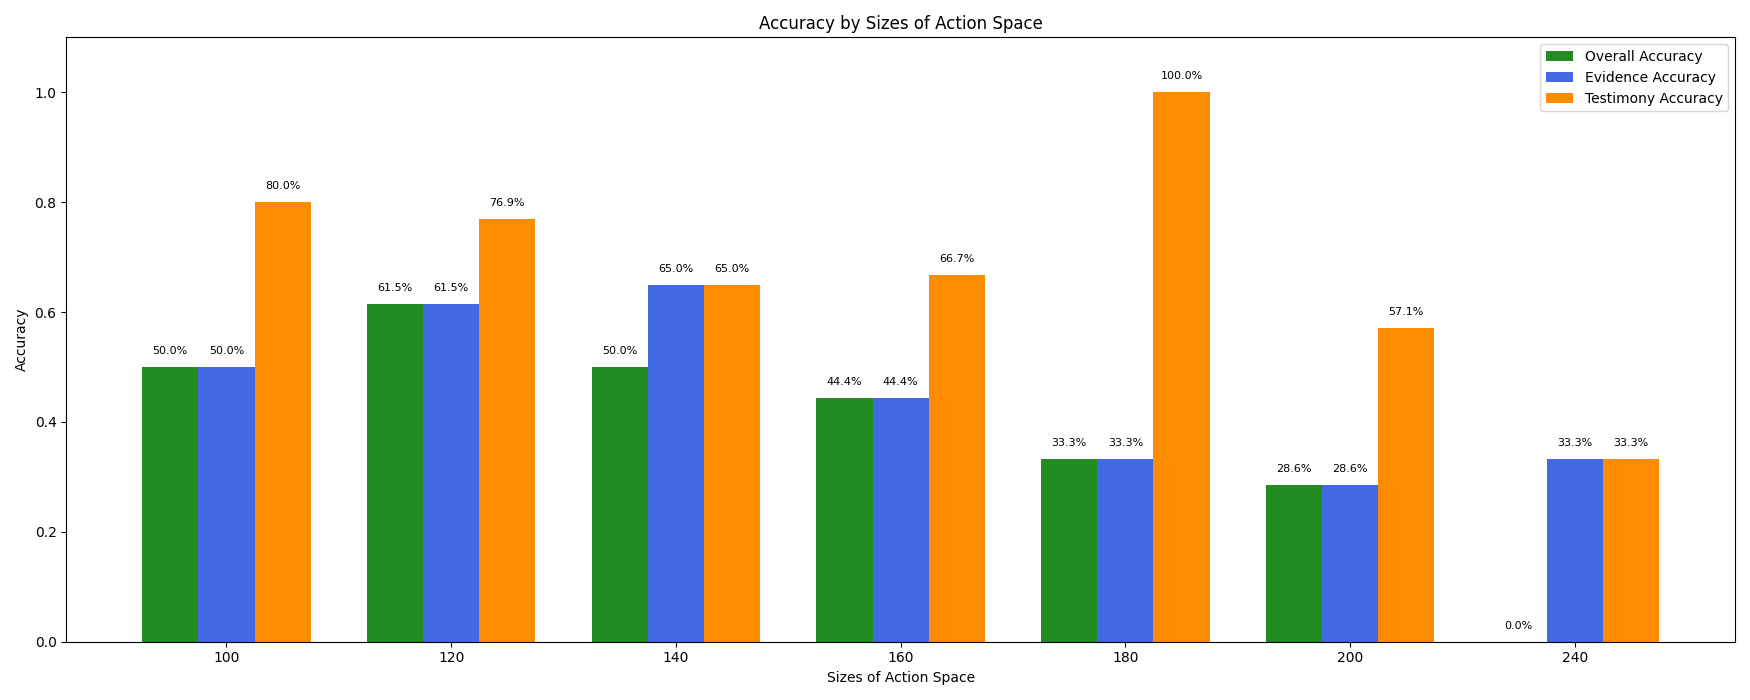 Accuracy by Sizes of Action Space
Overall Accuracy
Evidence Accuracy
Testimony Accuracy
Accuracy
1.0
0.8
0.6
0.4
0.2
0.0
50.0% 50.0% 80.0%
61.5% 61.5% 76.9%
50.0% 65.0% 65.0%
44.4% 44.4% 66.7%
33.3% 33.3% 100.0%
28.6% 28.6% 57.1%
0.0% 33.3% 33.3%
100 120 140 160 180 200 240
Sizes of Action Space